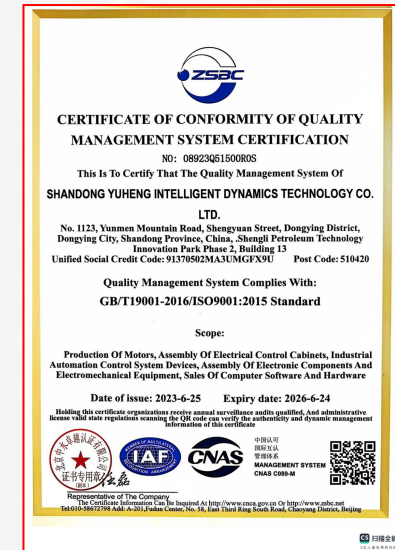 ZSBC
CERTIFICATE OF CONFORMITY OF QUALITY
MANAGEMENT SYSTEM CERTIFICATION
NO: 08923Q51500R0S
This Is To Certify That The Quality Management System Of
SHANDONG YUHENG INTELLIGENT DYNAMICS TECHNOLOGY CO.
LTD.
No. 1123, Yunmen Mountain Road, Shengyuan Street, Dongying District,
Dongying City, Shandong Province, China, .Shengli Petroleum Technology
Innovation Park Phase 2, Building 13
Unified Social Credit Code: 91370502MA3UMGFX9U Post Code: 510420
Quality Management System Complies With:
GB/T19001-2016/ISO9001:2015 Standard
Scope:
Production Of Motors, Assembly Of Electrical Control Cabinets, Industrial
Automation Control System Devices, Assembly Of Electronic Components And
Electromechanical Equipment, Sales Of Computer Software And Hardware
Date of issue: 2023-6-25 Expiry date: 2026-6-24
Holding this certificate organizations receive annual surveillance audits qualified, And administrative
license valid state regulations scanning the QR code can verify the authenticity and dynamic management
information of this certificate
证书专用章
IAF
CNAS
中国认可
国际互认
管理体系
MANAGEMENT SYSTEM
CNAS C089-M
Representative of The Company
The Certificate Information Can Be Inquired At http://www.cnca.gov.cn Or http://www.zsbc.net
Tel:010-58672798 Add: A-201,Fudun Center, No. 58, East Third Ring South Road, Chaoyang District, Beijing
CS 扫描全能